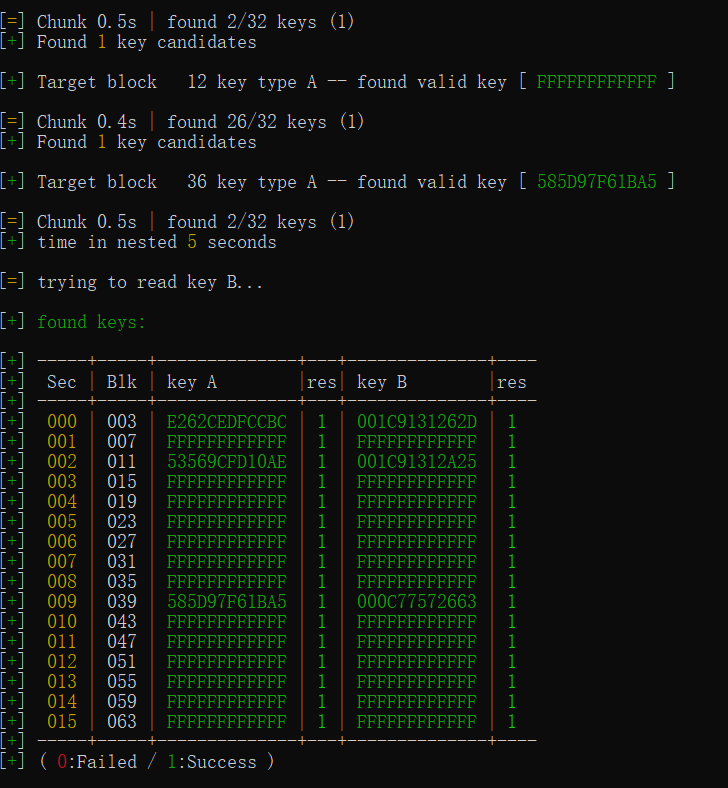 [=] Chunk 0.5s | found 2/32 keys (1)
[+] Found 1 key candidates
[+] Target block   12 key type A -- found valid key [ FFFFFFFFFFFF ]
[=] Chunk 0.4s | found 26/32 keys (1)
[+] Found 1 key candidates
[+] Target block   36 key type A -- found valid key [ 585D97F61BA5 ]
[=] Chunk 0.5s | found 2/32 keys (1)
[+] time in nested 5 seconds
[=] trying to read key B...
[+] found keys:
[+] -----+-----+--------------+---+--------------+----
[+]  Sec | Blk | key A        |res| key B        |res
[+] -----+-----+--------------+---+--------------+----
[+]  000 | 003 | E262CEDFCCBC | 1 | 001C9131262D | 1
[+]  001 | 007 | FFFFFFFFFFFF | 1 | FFFFFFFFFFFF | 1
[+]  002 | 011 | 53569CFD10AE | 1 | 001C91312A25 | 1
[+]  003 | 015 | FFFFFFFFFFFF | 1 | FFFFFFFFFFFF | 1
[+]  004 | 019 | FFFFFFFFFFFF | 1 | FFFFFFFFFFFF | 1
[+]  005 | 023 | FFFFFFFFFFFF | 1 | FFFFFFFFFFFF | 1
[+]  006 | 027 | FFFFFFFFFFFF | 1 | FFFFFFFFFFFF | 1
[+]  007 | 031 | FFFFFFFFFFFF | 1 | FFFFFFFFFFFF | 1
[+]  008 | 035 | FFFFFFFFFFFF | 1 | FFFFFFFFFFFF | 1
[+]  009 | 039 | 585D97F61BA5 | 1 | 000C77572663 | 1
[+]  010 | 043 | FFFFFFFFFFFF | 1 | FFFFFFFFFFFF | 1
[+]  011 | 047 | FFFFFFFFFFFF | 1 | FFFFFFFFFFFF | 1
[+]  012 | 051 | FFFFFFFFFFFF | 1 | FFFFFFFFFFFF | 1
[+]  013 | 055 | FFFFFFFFFFFF | 1 | FFFFFFFFFFFF | 1
[+]  014 | 059 | FFFFFFFFFFFF | 1 | FFFFFFFFFFFF | 1
[+]  015 | 063 | FFFFFFFFFFFF | 1 | FFFFFFFFFFFF | 1
[+] -----+-----+--------------+---+--------------+----
[+] ( 0:Failed / 1:Success )